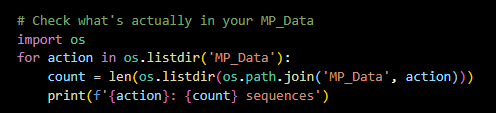 # Check what's actually in your MP_Data
import os
for action in os.listdir('MP_Data'):
    count = len(os.listdir(os.path.join('MP_Data', action)))
    print(f'{action}: {count} sequences')